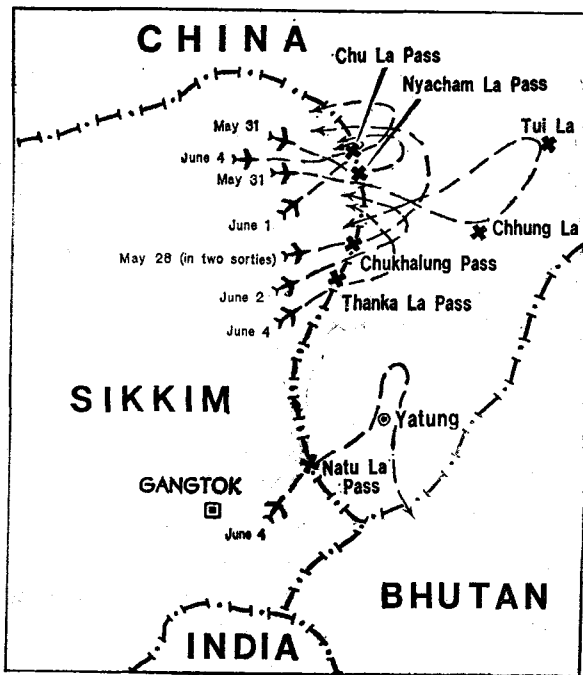 CHINA
Chu La Pass
Nyacham La Pass
Tui La
May 31
June 4
May 31
June 1
Chhung La
May 28 (in two sorties)
Chukhalung Pass
June 2
Thanka La Pass
June 4
SIKKIM
Yatung
Natu La
Pass
GANGTOK
June 4
BHUTAN
INDIA